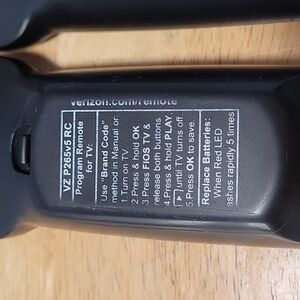 verizon.com/remote
VZ P265v5 RC
Program Remote
for TV:
Use "Brand Code"
method in Manual or
1.Turn on TV
2.Press & hold OK
3.Press FIOS TV &
release both buttons
4.Press & hold PLAY
until TV turns off
5.Press OK to save
Replace Batteries:
When Red LED
ashes rapidly 5 times